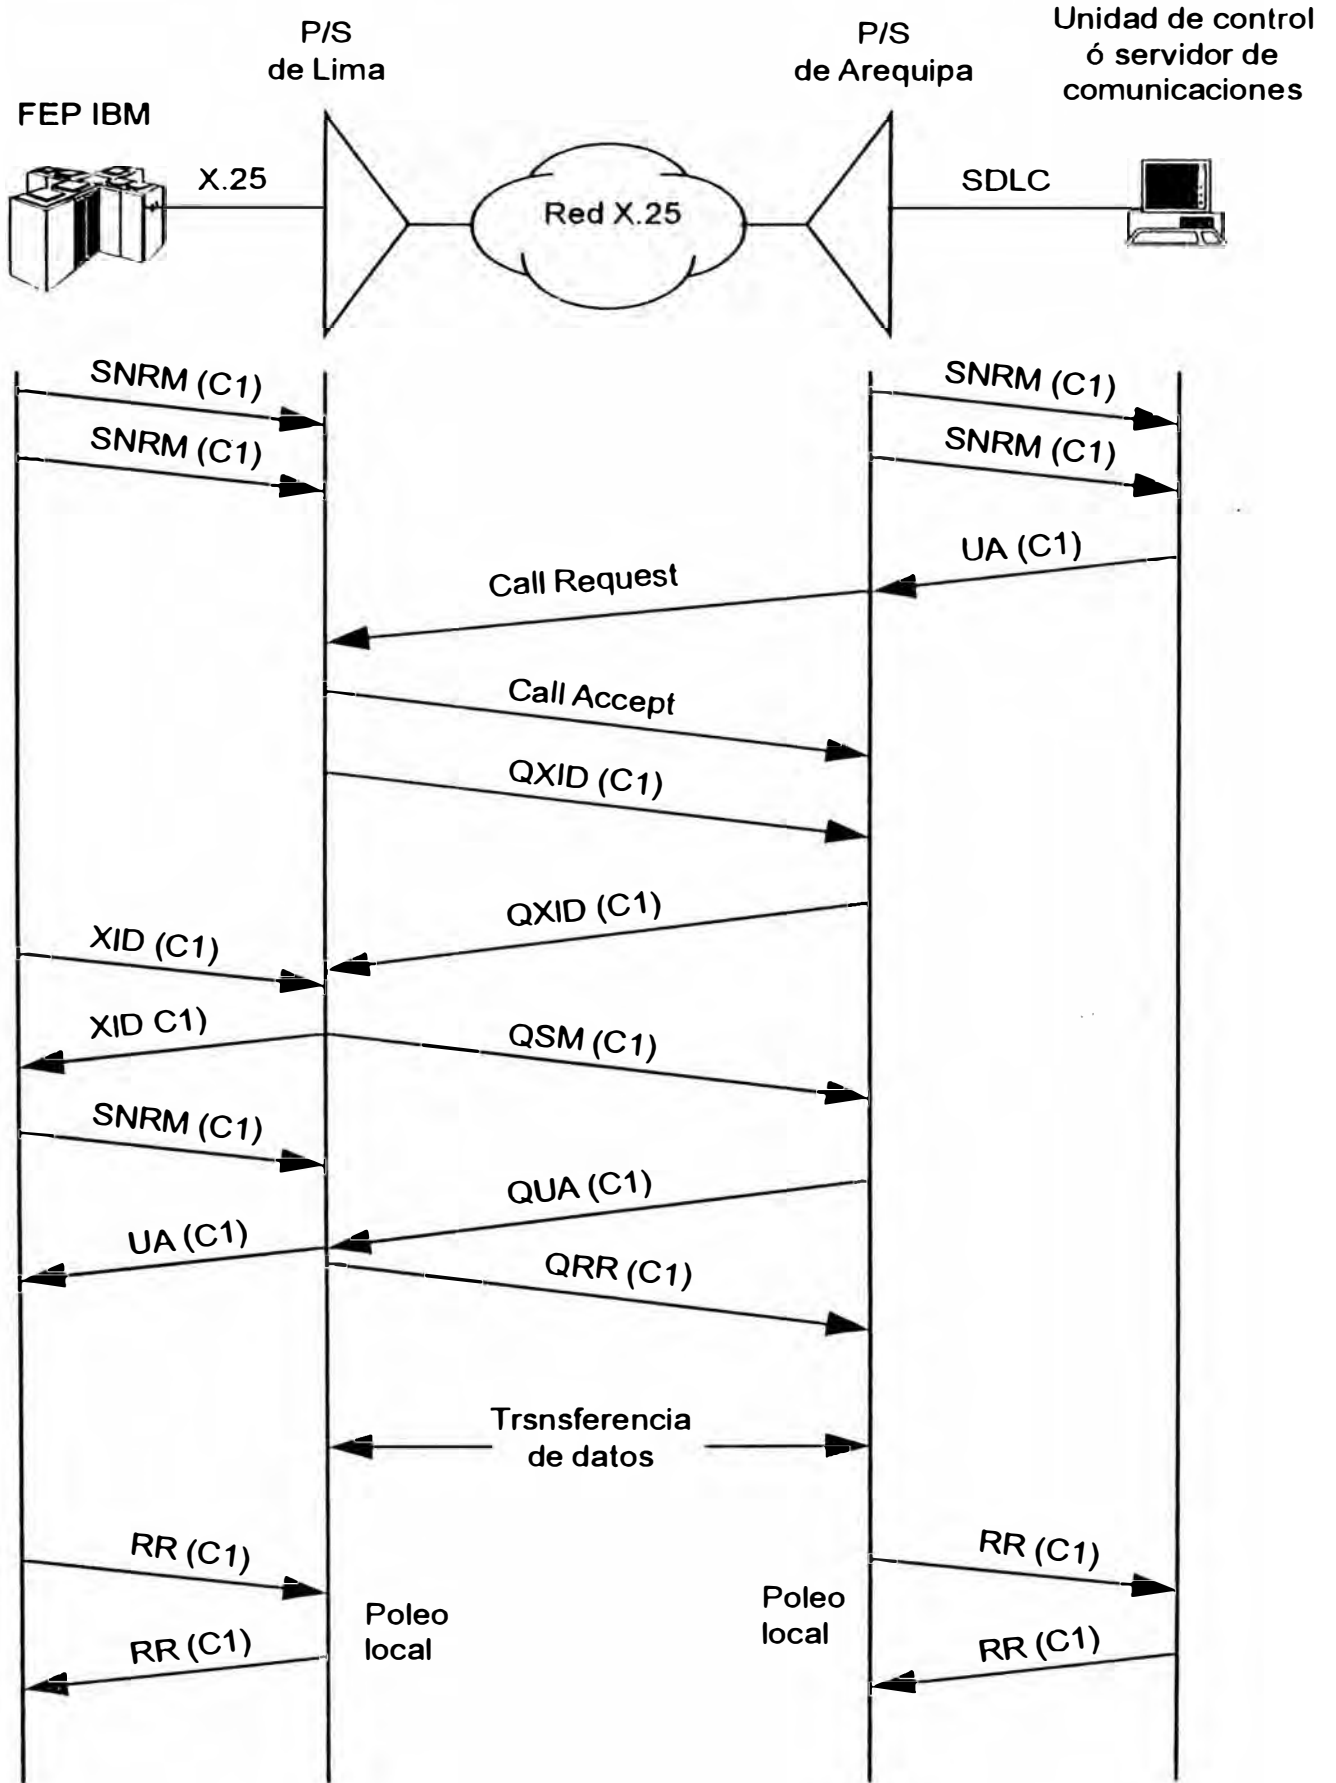 P/S
de Lima
P/S
de Arequipa
Unidad de control
ó servidor de
comunicaciones
FEP IBM
X.25
Red X.25
SDLC
SNRM (C1)
SNRM (C1)
SNRM (C1)
SNRM (C1)
UA (C1)
Call Request
Call Accept
QXID (C1)
QXID (C1)
XID (C1)
XID C1)
QSM (C1)
SNRM (C1)
QUA (C1)
UA (C1)
QRR (C1)
Trsnsferencia
de datos
RR (C1)
RR (C1)
Poleo
local
Poleo
local
RR (C1)
RR (C1)